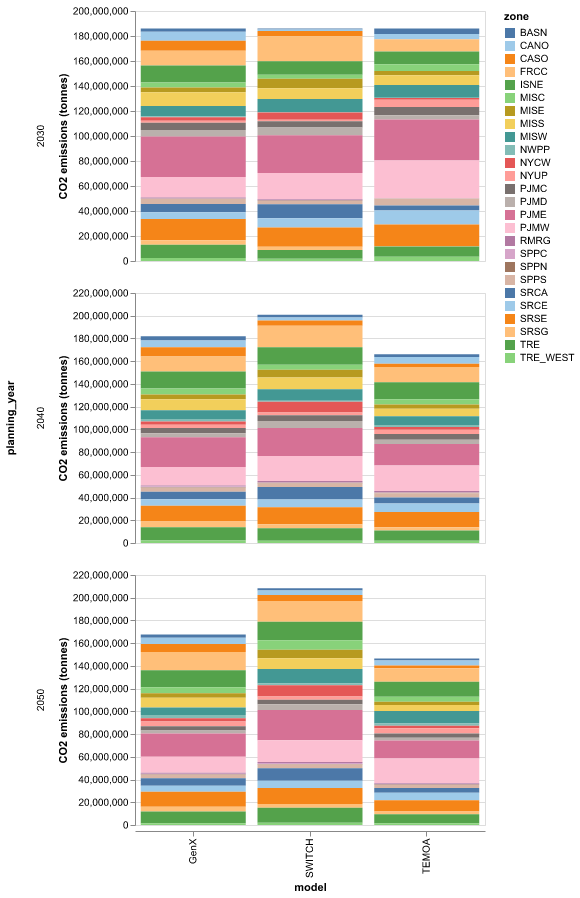 zone
BASN
CANO
CASO
FRCC
ISNE
MISC
MISE
MISS
MISW
NWPP
NYCW
NYUP
PJMC
PJMD
PJME
PJMW
RMRG
SPPC
SPPN
SPPS
SRCA
SRCE
SRSE
SRSG
TRE
TRE_WEST
planning_year
2030
CO2 emissions (tonnes)
200,000,000
180,000,000
160,000,000
140,000,000
120,000,000
100,000,000
80,000,000
60,000,000
40,000,000
20,000,000
0
2040
CO2 emissions (tonnes)
220,000,000
200,000,000
180,000,000
160,000,000
140,000,000
120,000,000
100,000,000
80,000,000
60,000,000
40,000,000
20,000,000
0
2050
CO2 emissions (tonnes)
220,000,000
200,000,000
180,000,000
160,000,000
140,000,000
120,000,000
100,000,000
80,000,000
60,000,000
40,000,000
20,000,000
0
GenX
SWITCH
TEMOA
model